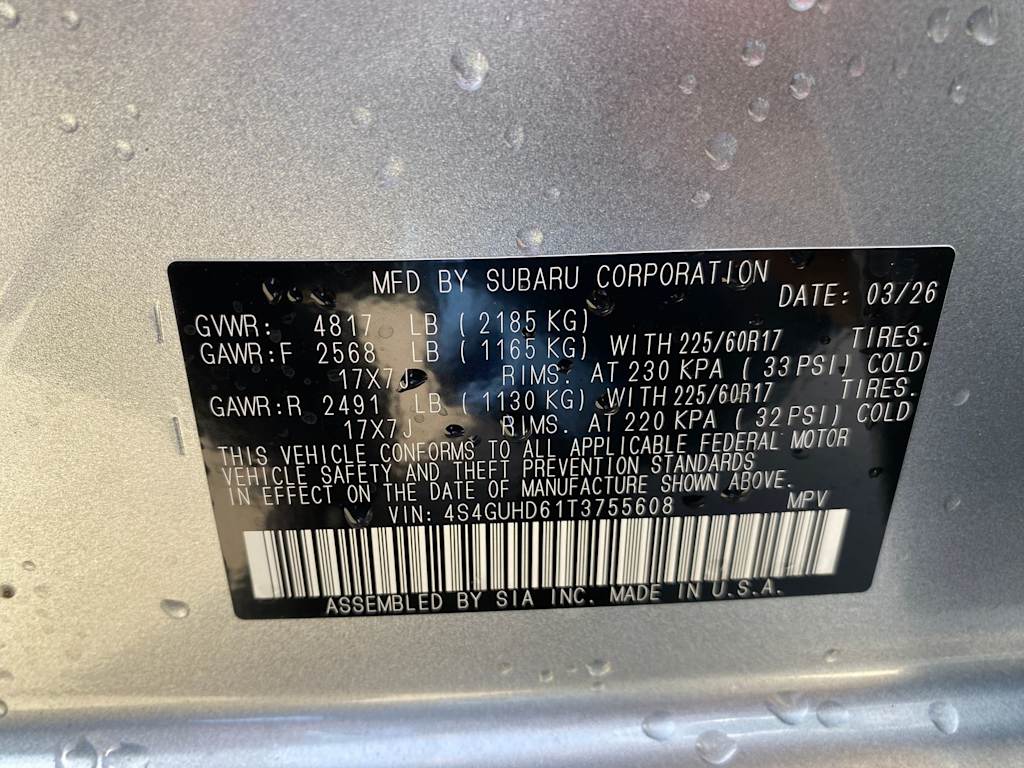 MFD BY SUBARU CORPORATION
DATE: 03/26
GVWR: 4817 LB (2185 KG)
GAWR:F 2568 LB (1165 KG) WITH 225/60R17 TIRES.
17X7J RIMS. AT 230 KPA (33 PSI) COLD
GAWR:R 2491 LB (1130 KG) WITH 225/60R17 TIRES.
17X7J RIMS. AT 220 KPA (32 PSI) COLD
THIS VEHICLE CONFORMS TO ALL APPLICABLE FEDERAL MOTOR
VEHICLE SAFETY AND THEFT PREVENTION STANDARDS
IN EFFECT ON THE DATE OF MANUFACTURE SHOWN ABOVE.
VIN: 4S4GUHD61T3755608 MPV
ASSEMBLED BY SIA INC. MADE IN U.S.A.